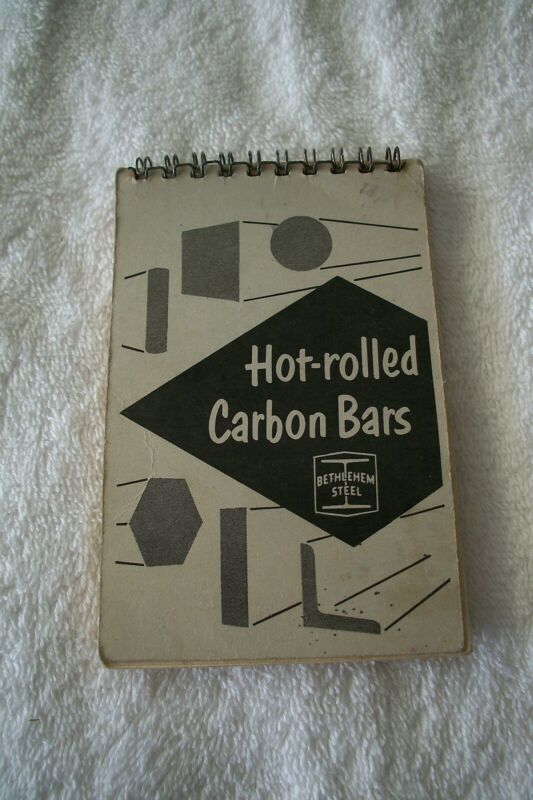 Hot-rolled
Carbon Bars
BETHLEHEM
STEEL